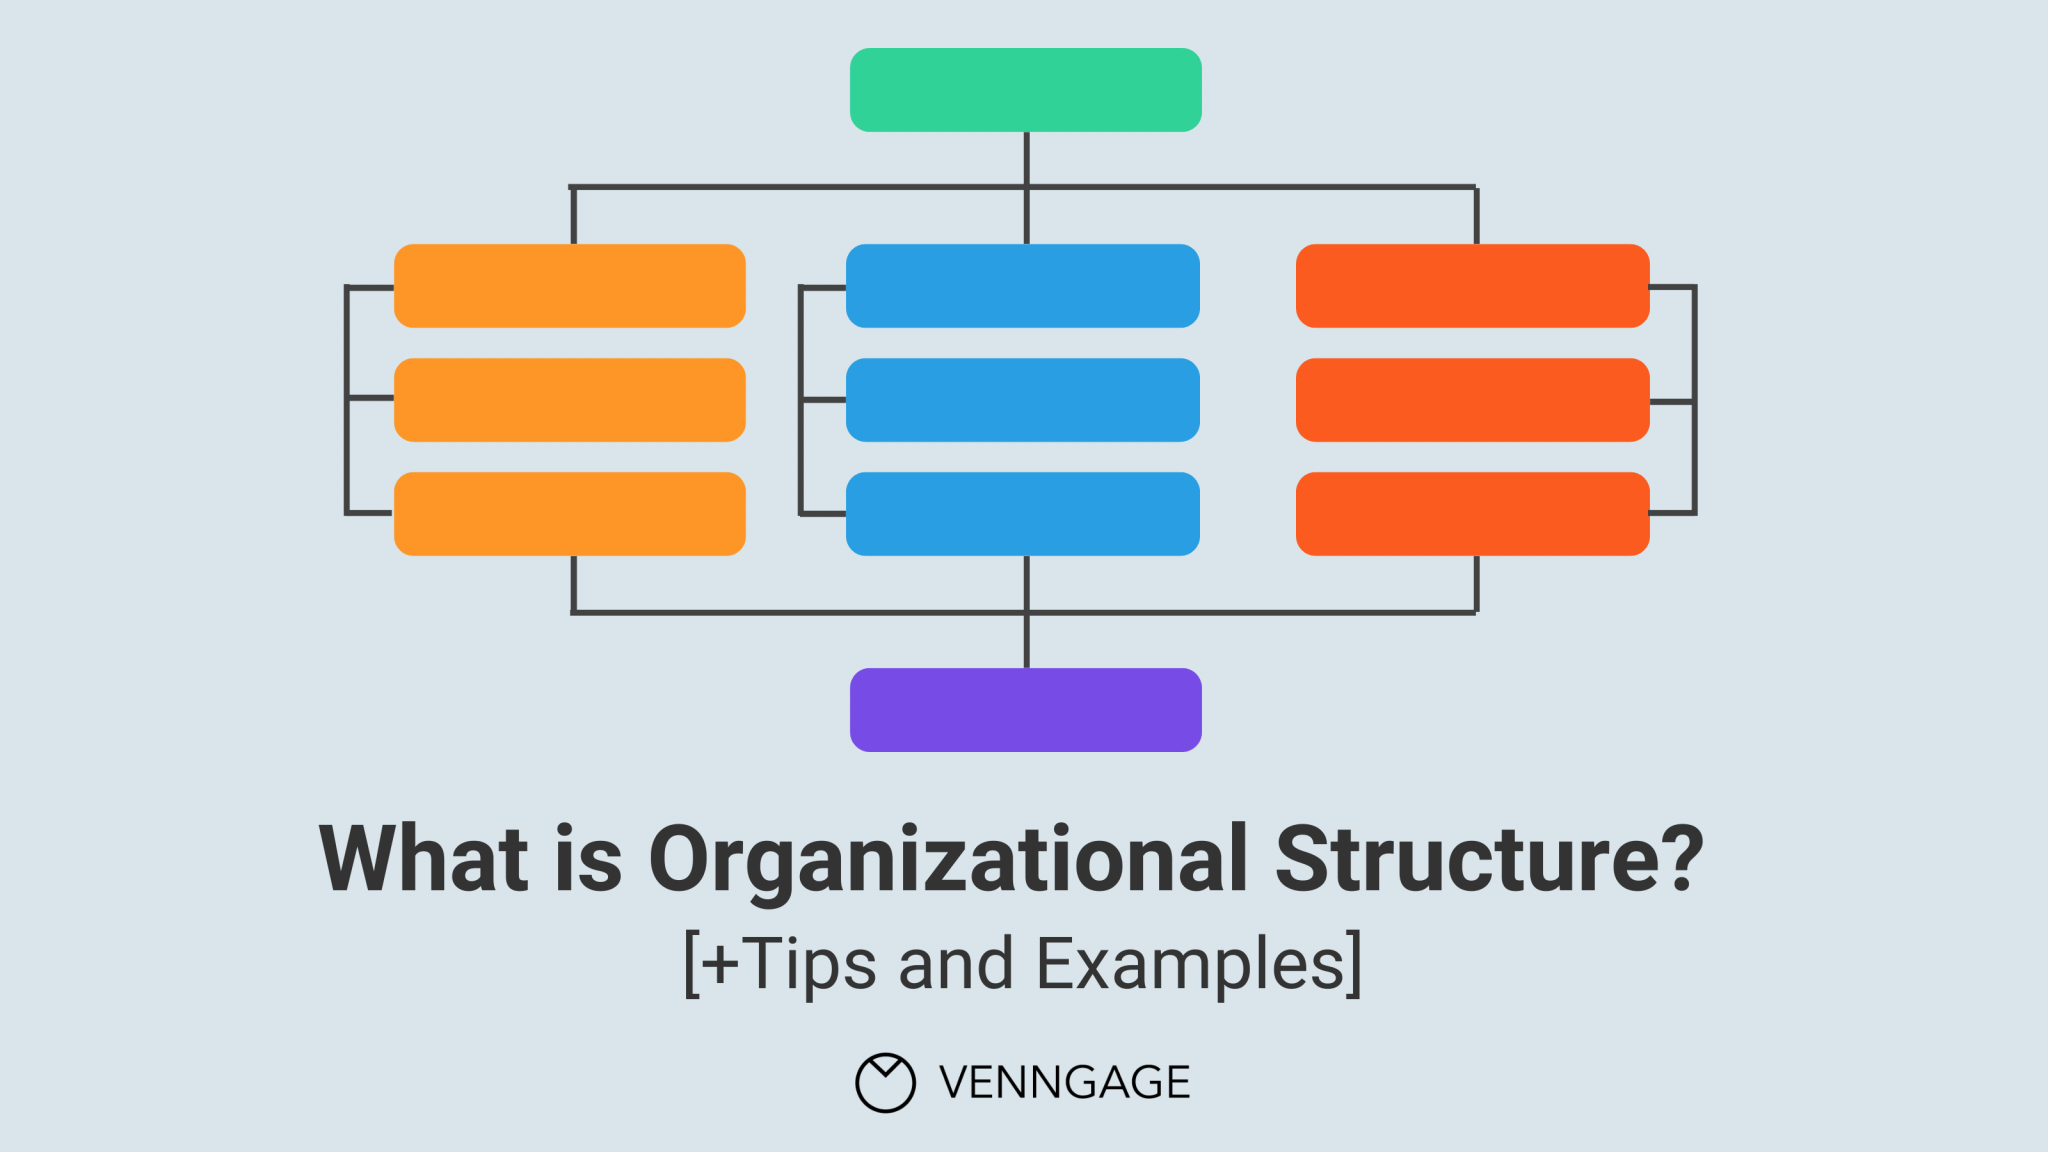 What is Organizational Structure?
[+Tips and Examples]
VENNGAGE